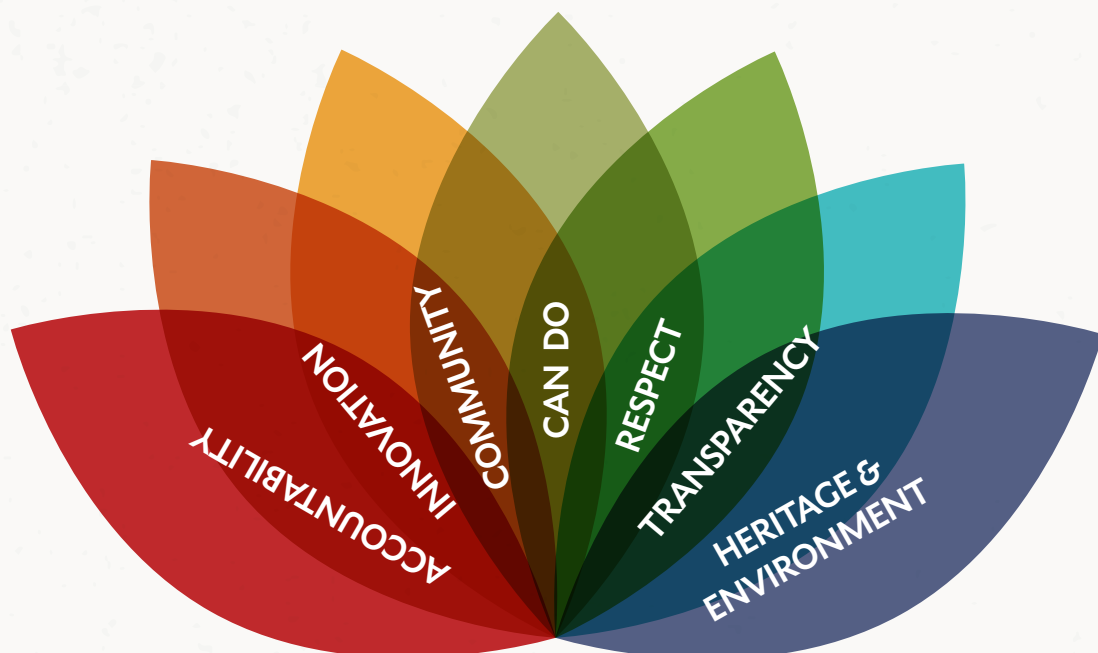 ACCOUNTABILITY
INNOVATION
COMMUNITY
CAN DO
RESPECT
TRANSPARENCY
HERITAGE &
ENVIRONMENT